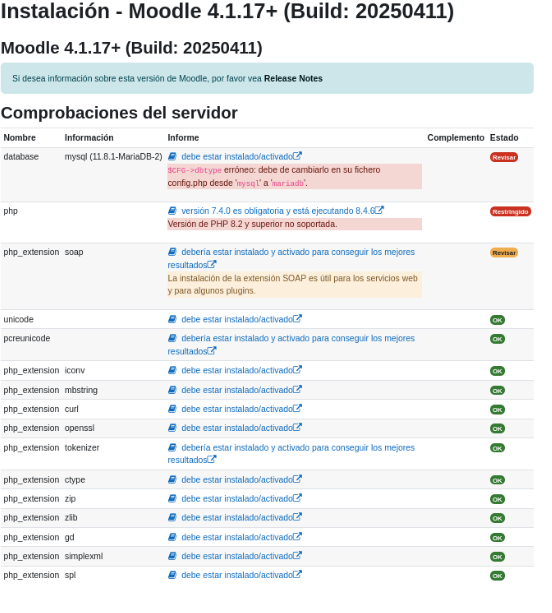 Instalación - Moodle 4.1.17+ (Build: 20250411)
Moodle 4.1.17+ (Build: 20250411)
Si desea información sobre esta versión de Moodle, por favor vea Release Notes
Comprobaciones del servidor
Nombre Información Informe Complemento Estado
database mysql (11.8.1-MariaDB-2) debe estar instalado/activado Revisar
$CFG->dbtype erróneo: debe de cambiarlo en su fichero
config.php desde 'mysql' a 'mariadb'.
php versión 7.4.0 es obligatoria y está ejecutando 8.4.6 Restringido
Versión de PHP 8.2 y superior no soportada.
php_extension soap debería estar instalado y activado para conseguir los mejores Revisar
resultados
La instalación de la extensión SOAP es útil para los servicios web
y para algunos plugins.
unicode debe estar instalado/activado OK
pcreunicode debería estar instalado y activado para conseguir los mejores OK
resultados
php_extension iconv debe estar instalado/activado OK
php_extension mbstring debe estar instalado/activado OK
php_extension curl debe estar instalado/activado OK
php_extension openssl debe estar instalado/activado OK
php_extension tokenizer debería estar instalado y activado para conseguir los mejores OK
resultados
php_extension ctype debe estar instalado/activado OK
php_extension zip debe estar instalado/activado OK
php_extension zlib debe estar instalado/activado OK
php_extension gd debe estar instalado/activado OK
php_extension simplexml debe estar instalado/activado OK
php_extension spl debe estar instalado/activado OK